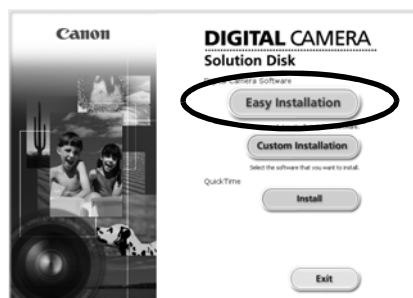 Canon
DIGITAL CAMERA
Solution Disk
Digital Camera Software
Easy Installation
Custom Installation
Select the software that you want to install.
QuickTime
Install
Exit